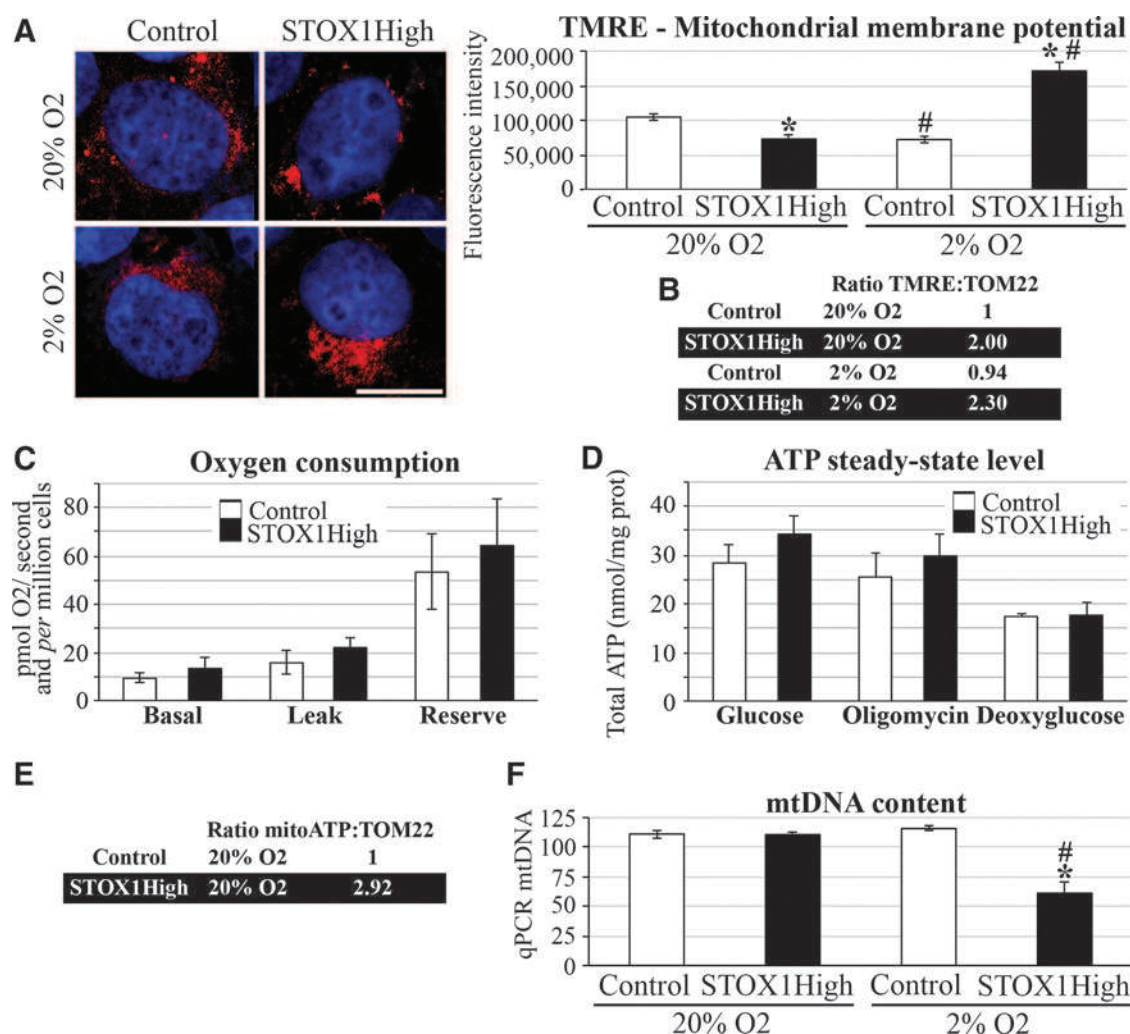 A
Control STOX1High
20% O2
2% O2
TMRE - Mitochondrial membrane potential
Fluorescence intensity
200,000
150,000
100,000
50,000
0
* # * #
Control STOX1High Control STOX1High
20% O2 2% O2
B
Ratio TMRE:TOM22
Control 20% O2 1
STOX1High 20% O2 2.00
Control 2% O2 0.94
STOX1High 2% O2 2.30
C
Oxygen consumption
pmol O2/ second
and per million cells
80
60
40
20
0
Control
STOX1High
Basal Leak Reserve
D
ATP steady-state level
Total ATP (nmol/mg prot)
40
30
20
10
0
Control
STOX1High
Glucose Oligomycin Deoxyglucose
E
Ratio mitoATP:TOM22
Control 20% O2 1
STOX1High 20% O2 2.92
F
mtDNA content
qPCR mtDNA
125
100
75
50
25
0
#
*
Control STOX1High Control STOX1High
20% O2 2% O2